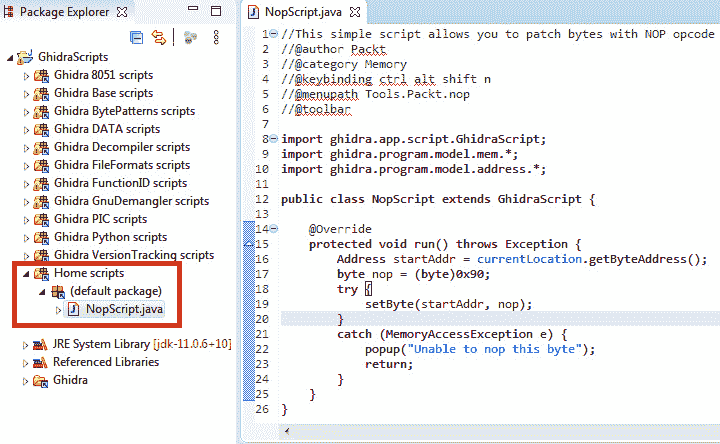 Package Explorer
GhidraScripts
Ghidra 8051 scripts
Ghidra Base scripts
Ghidra BytePatterns scripts
Ghidra DATA scripts
Ghidra Decompiler scripts
Ghidra FileFormats scripts
Ghidra FunctionID scripts
Ghidra GnuDemangler scripts
Ghidra PIC scripts
Ghidra Python scripts
Ghidra VersionTracking scripts
Home scripts
(default package)
NopScript.java
JRE System Library [jdk-11.0.6+10]
Referenced Libraries
Ghidra
NopScript.java
1 //This simple script allows you to patch bytes with NOP opcode
2 //@author Packt
3 //@category Memory
4 //@keybinding ctrl alt shift n
5 //@menupath Tools.Packt.nop
6 //@toolbar
7
8 import ghidra.app.script.GhidraScript;
9 import ghidra.program.model.mem.*;
10 import ghidra.program.model.address.*;
11
12 public class NopScript extends GhidraScript {
13
14     @Override
15     protected void run() throws Exception {
16         Address startAddr = currentLocation.getByteAddress();
17         byte nop = (byte)0x90;
18         try {
19             setByte(startAddr, nop);
20         }
21         catch (MemoryAccessException e) {
22             popup("Unable to nop this byte");
23             return;
24         }
25     }
26 }